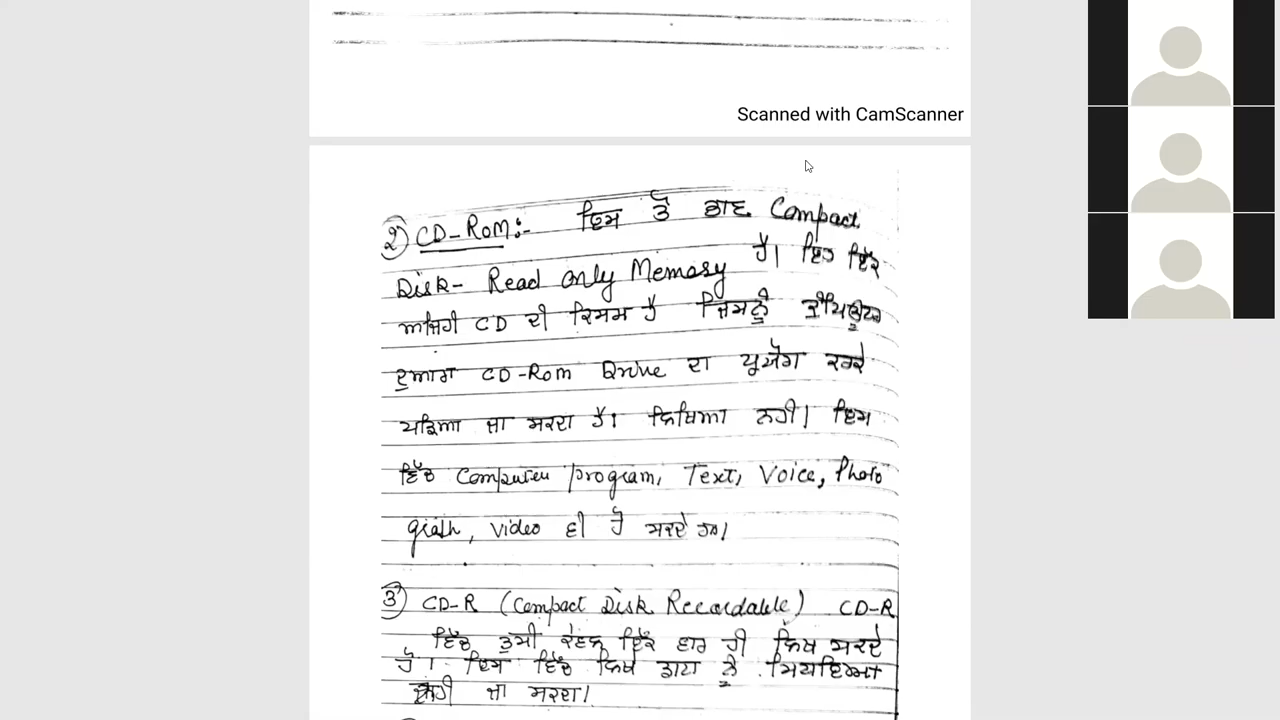 Scanned with CamScanner
੨) CD-Rom:- ਇਸ ਤੋਂ ਭਾਵ Compact
Disk- Read only Memory ਹੈ। ਇਹ ਇੱਕ
ਅਜਿਹੀ CD ਦੀ ਕਿਸਮ ਹੈ ਜਿਸਨੂੰ ਕੰਪਿਊਟਰ
ਦੁਆਰਾ CD-Rom Drive ਦਾ ਪ੍ਰਯੋਗ ਕਰਕੇ
ਪੜਿਆ ਜਾ ਸਕਦਾ ਹੈ। ਲਿਖਿਆ ਨਹੀ। ਇਸ
ਵਿੱਚ Computer program, Text, Voice, Photo
graph, video ਵੀ ਹੋ ਸਕਦੇ ਹਨ।
੩) CD-R (Compact Disk Recordable) CD-R
ਵਿੱਚ ਤੁਸੀ ਕੇਵਲ ਇੱਕ ਵਾਰ ਹੀ ਲਿਖ ਸਕਦੇ
ਹੋ। ਇਸ ਵਿੱਚ ਲਿਖੇ ਡਾਟਾ ਨੂੰ ਮਿਟਾਇਆ
ਨਹੀ ਜਾ ਸਕਦਾ।